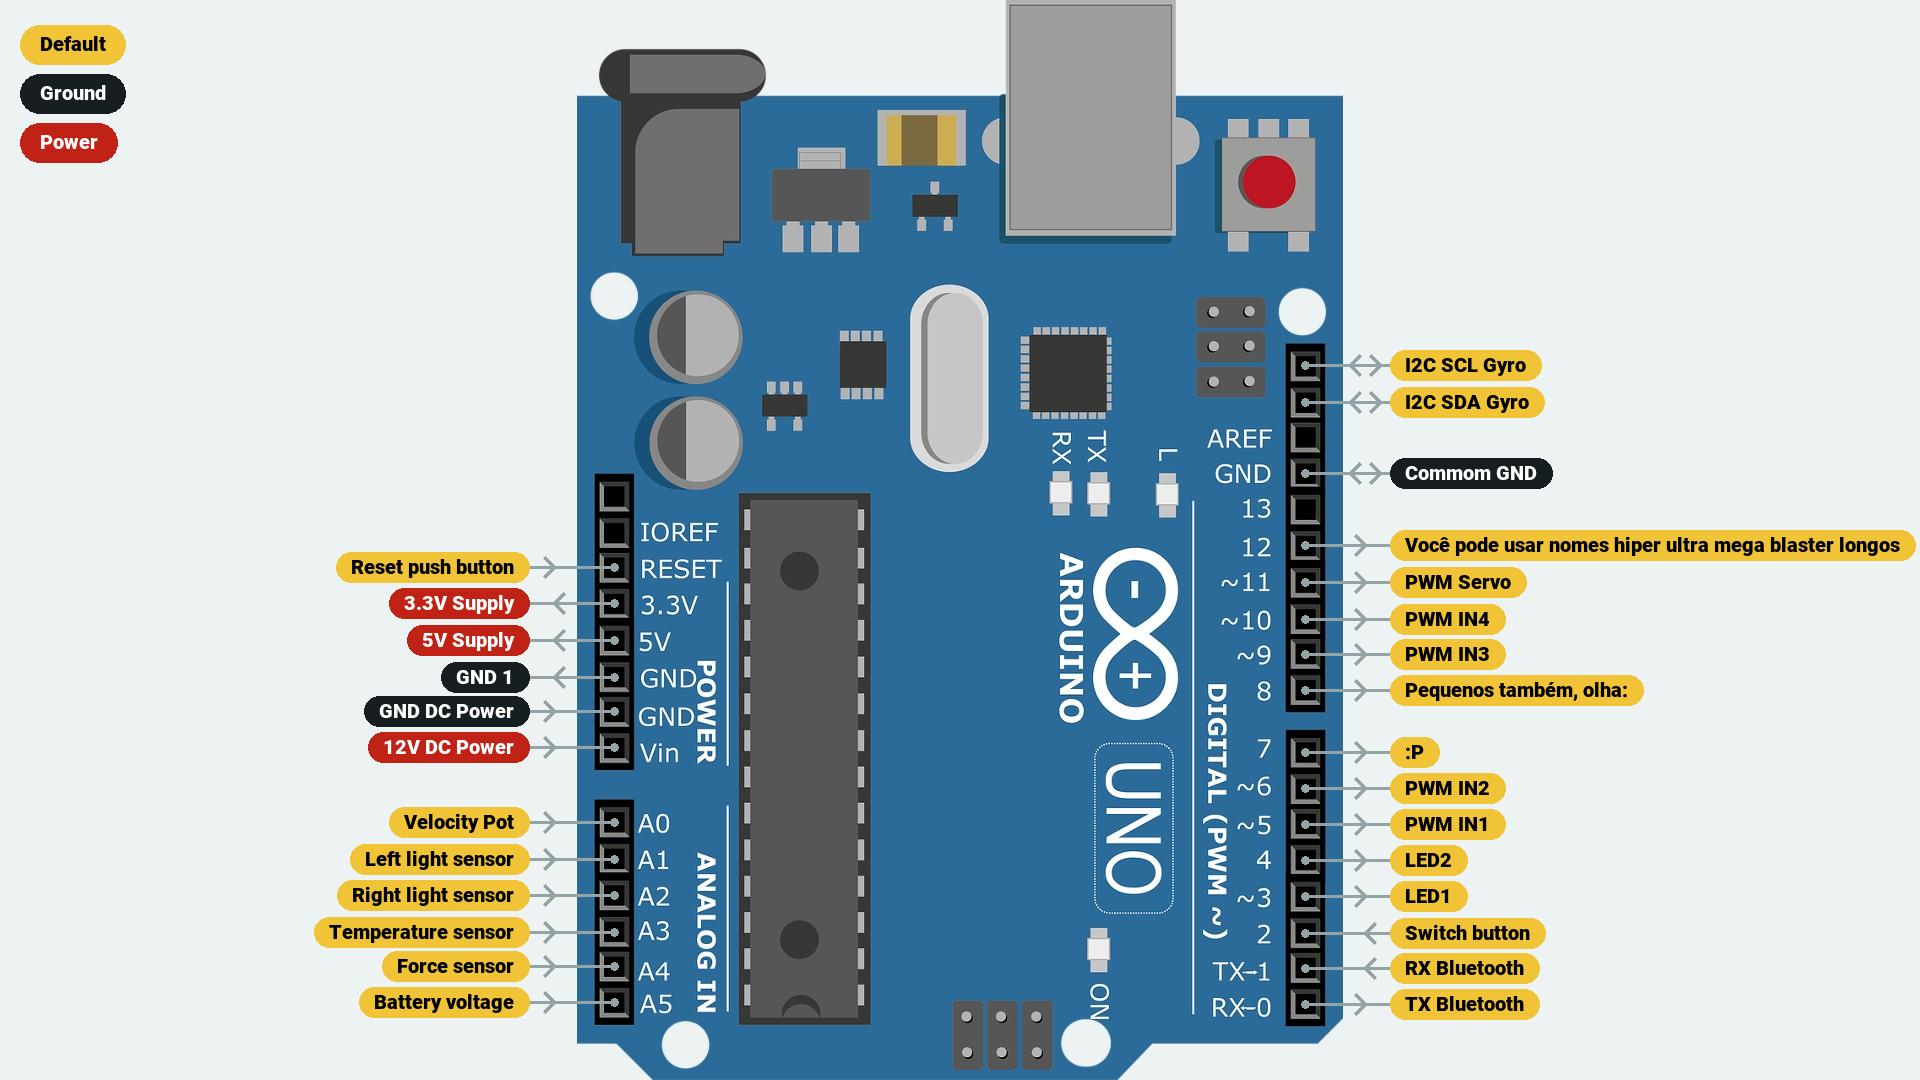 Default
Ground
Power
I2C SCL Gyro
I2C SDA Gyro
RX
TX
L
AREF
GND
Commom GND
13
IOREF
12
Você pode usar nomes hiper ultra mega blaster longos
Reset push button
RESET
~11
PWM Servo
3.3V Supply
3.3V
~10
PWM IN4
5V Supply
5V
~9
PWM IN3
GND 1
GND
8
Pequenos também, olha:
GND DC Power
GND
12V DC Power
Vin
POWER
ARDUINO
- +
UNO
DIGITAL (PWM ~)
7
:P
~6
PWM IN2
Velocity Pot
A0
~5
PWM IN1
Left light sensor
A1
4
LED2
Right light sensor
A2
~3
LED1
Temperature sensor
A3
2
Switch button
Force sensor
A4
TX-1
RX Bluetooth
Battery voltage
A5
RX-0
TX Bluetooth
ANALOG IN
ON